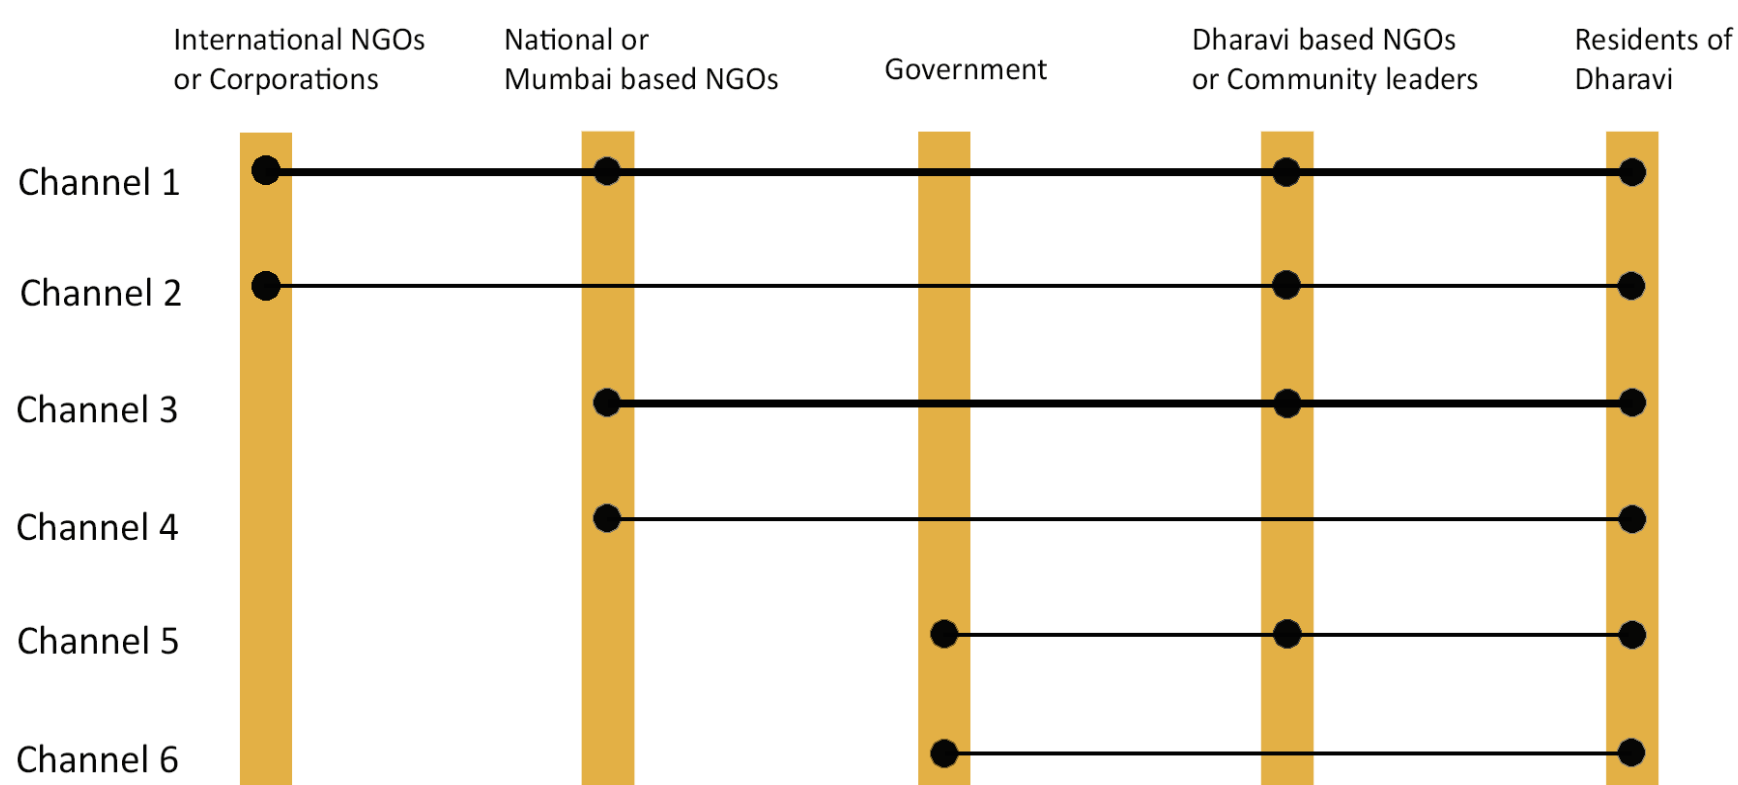 International NGOs
or Corporations
National or
Mumbai based NGOs
Government
Dharavi based NGOs
or Community leaders
Residents of
Dharavi
Channel 1
Channel 2
Channel 3
Channel 4
Channel 5
Channel 6